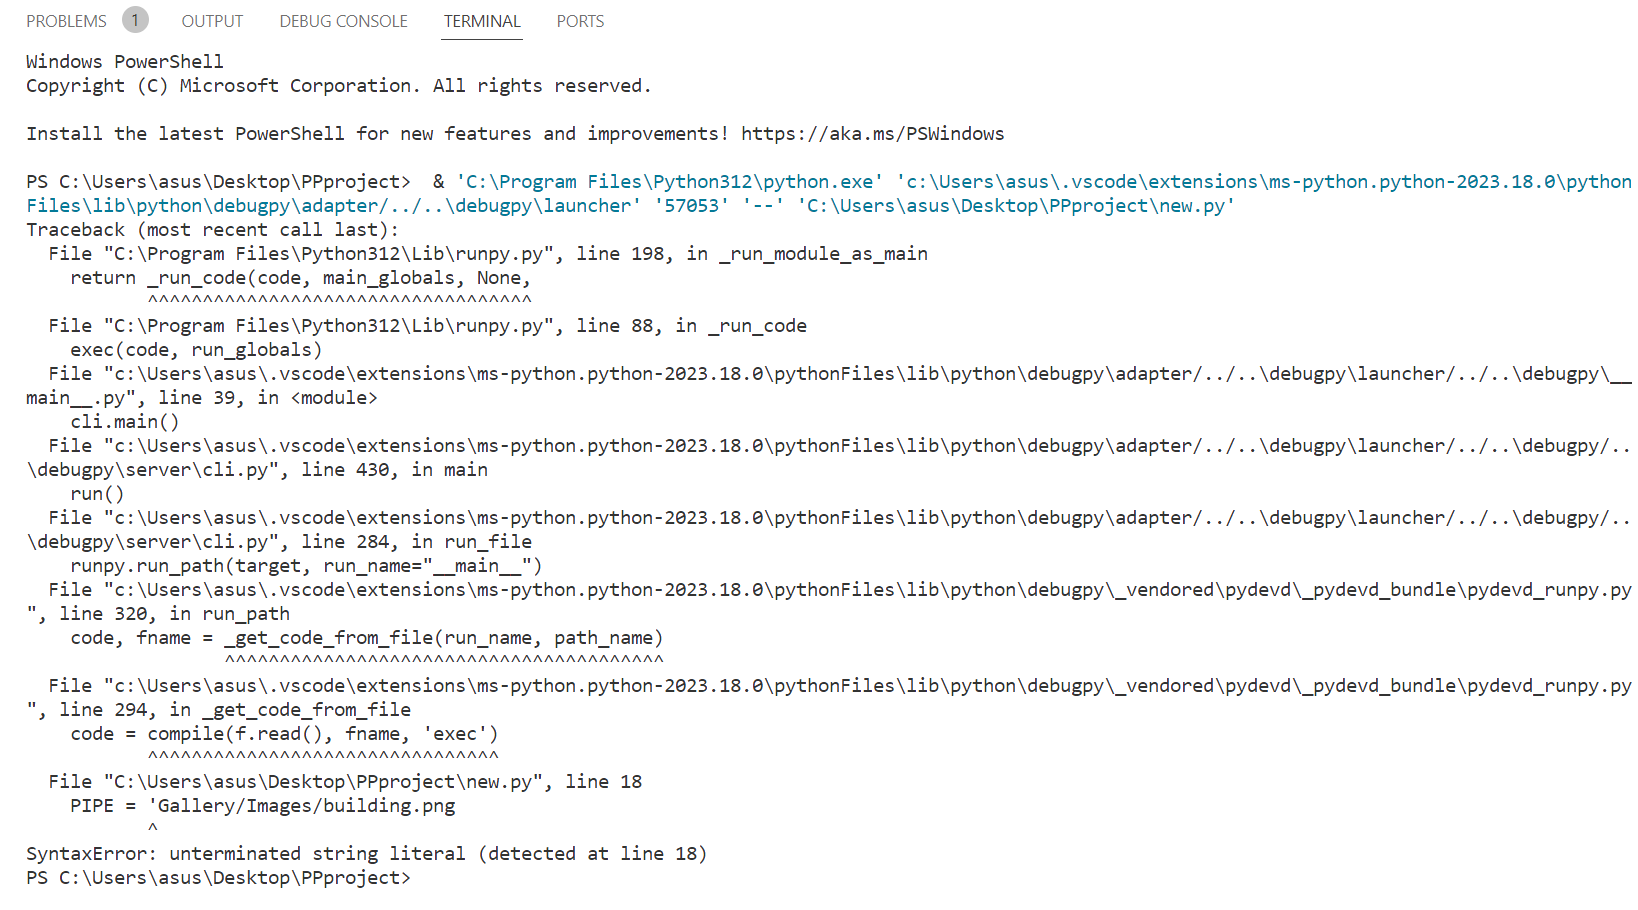 PROBLEMS 1 OUTPUT DEBUG CONSOLE TERMINAL PORTS
Windows PowerShell
Copyright (C) Microsoft Corporation. All rights reserved.
Install the latest PowerShell for new features and improvements! https://aka.ms/PSWindows
PS C:\Users\asus\Desktop\PPproject>  & 'C:\Program Files\Python312\python.exe' 'c:\Users\asus\.vscode\extensions\ms-python.python-2023.18.0\python
Files\lib\python\debugpy\adapter/../..\debugpy\launcher' '57053' '--' 'C:\Users\asus\Desktop\PPproject\new.py'
Traceback (most recent call last):
  File "C:\Program Files\Python312\Lib\runpy.py", line 198, in _run_module_as_main
    return _run_code(code, main_globals, None,
           ^^^^^^^^^^^^^^^^^^^^^^^^^^^^^^^^^^^
  File "C:\Program Files\Python312\Lib\runpy.py", line 88, in _run_code
    exec(code, run_globals)
  File "c:\Users\asus\.vscode\extensions\ms-python.python-2023.18.0\pythonFiles\lib\python\debugpy\adapter/../..\debugpy\launcher/../..\debugpy\__
main__.py", line 39, in <module>
    cli.main()
  File "c:\Users\asus\.vscode\extensions\ms-python.python-2023.18.0\pythonFiles\lib\python\debugpy\adapter/../..\debugpy\launcher/../..\debugpy/..
\debugpy\server\cli.py", line 430, in main
    run()
  File "c:\Users\asus\.vscode\extensions\ms-python.python-2023.18.0\pythonFiles\lib\python\debugpy\adapter/../..\debugpy\launcher/../..\debugpy/..
\debugpy\server\cli.py", line 284, in run_file
    runpy.run_path(target, run_name="__main__")
  File "c:\Users\asus\.vscode\extensions\ms-python.python-2023.18.0\pythonFiles\lib\python\debugpy\_vendored\pydevd\_pydevd_bundle\pydevd_runpy.py
", line 320, in run_path
    code, fname = _get_code_from_file(run_name, path_name)
                  ^^^^^^^^^^^^^^^^^^^^^^^^^^^^^^^^^^^^^^^^
  File "c:\Users\asus\.vscode\extensions\ms-python.python-2023.18.0\pythonFiles\lib\python\debugpy\_vendored\pydevd\_pydevd_bundle\pydevd_runpy.py
", line 294, in _get_code_from_file
    code = compile(f.read(), fname, 'exec')
           ^^^^^^^^^^^^^^^^^^^^^^^^^^^^^^^^
  File "C:\Users\asus\Desktop\PPproject\new.py", line 18
    PIPE = 'Gallery/Images/building.png
           ^
SyntaxError: unterminated string literal (detected at line 18)
PS C:\Users\asus\Desktop\PPproject>